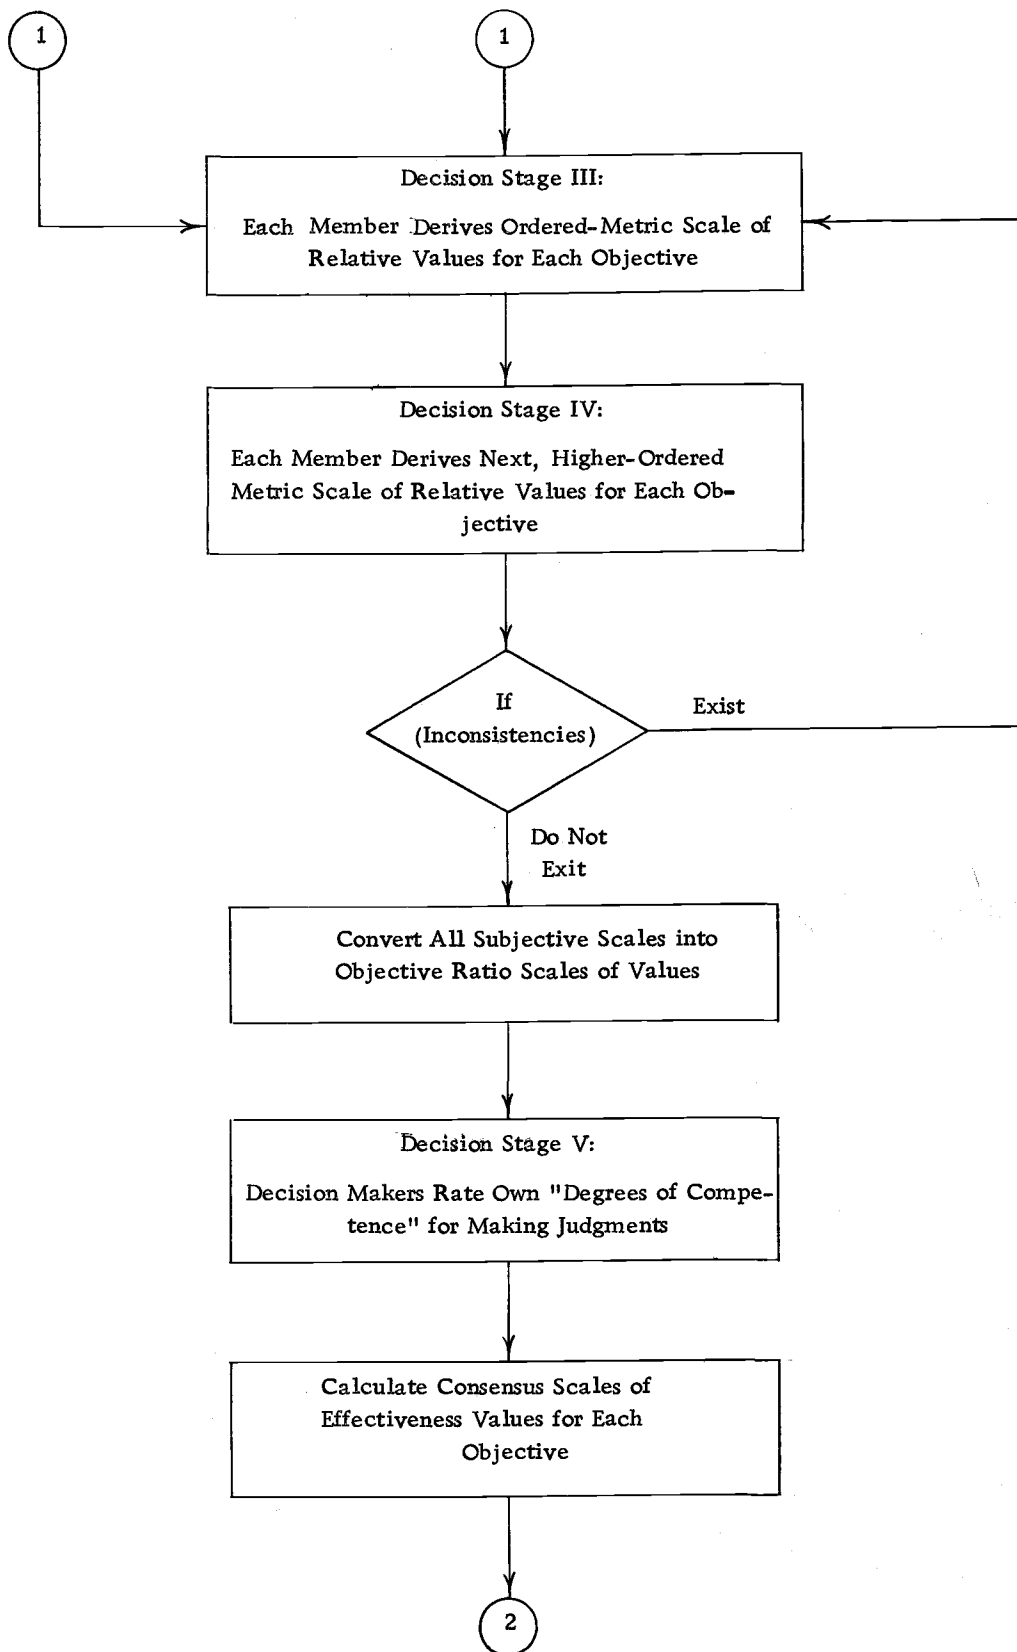 1
1
Decision Stage III:
Each Member Derives Ordered-Metric Scale of
Relative Values for Each Objective
Decision Stage IV:
Each Member Derives Next, Higher-Ordered
Metric Scale of Relative Values for Each Ob-
jective
If
(Inconsistencies)
Exist
Do Not
Exit
Convert All Subjective Scales into
Objective Ratio Scales of Values
Decision Stage V:
Decision Makers Rate Own "Degrees of Compe-
tence" for Making Judgments
Calculate Consensus Scales of
Effectiveness Values for Each
Objective
2